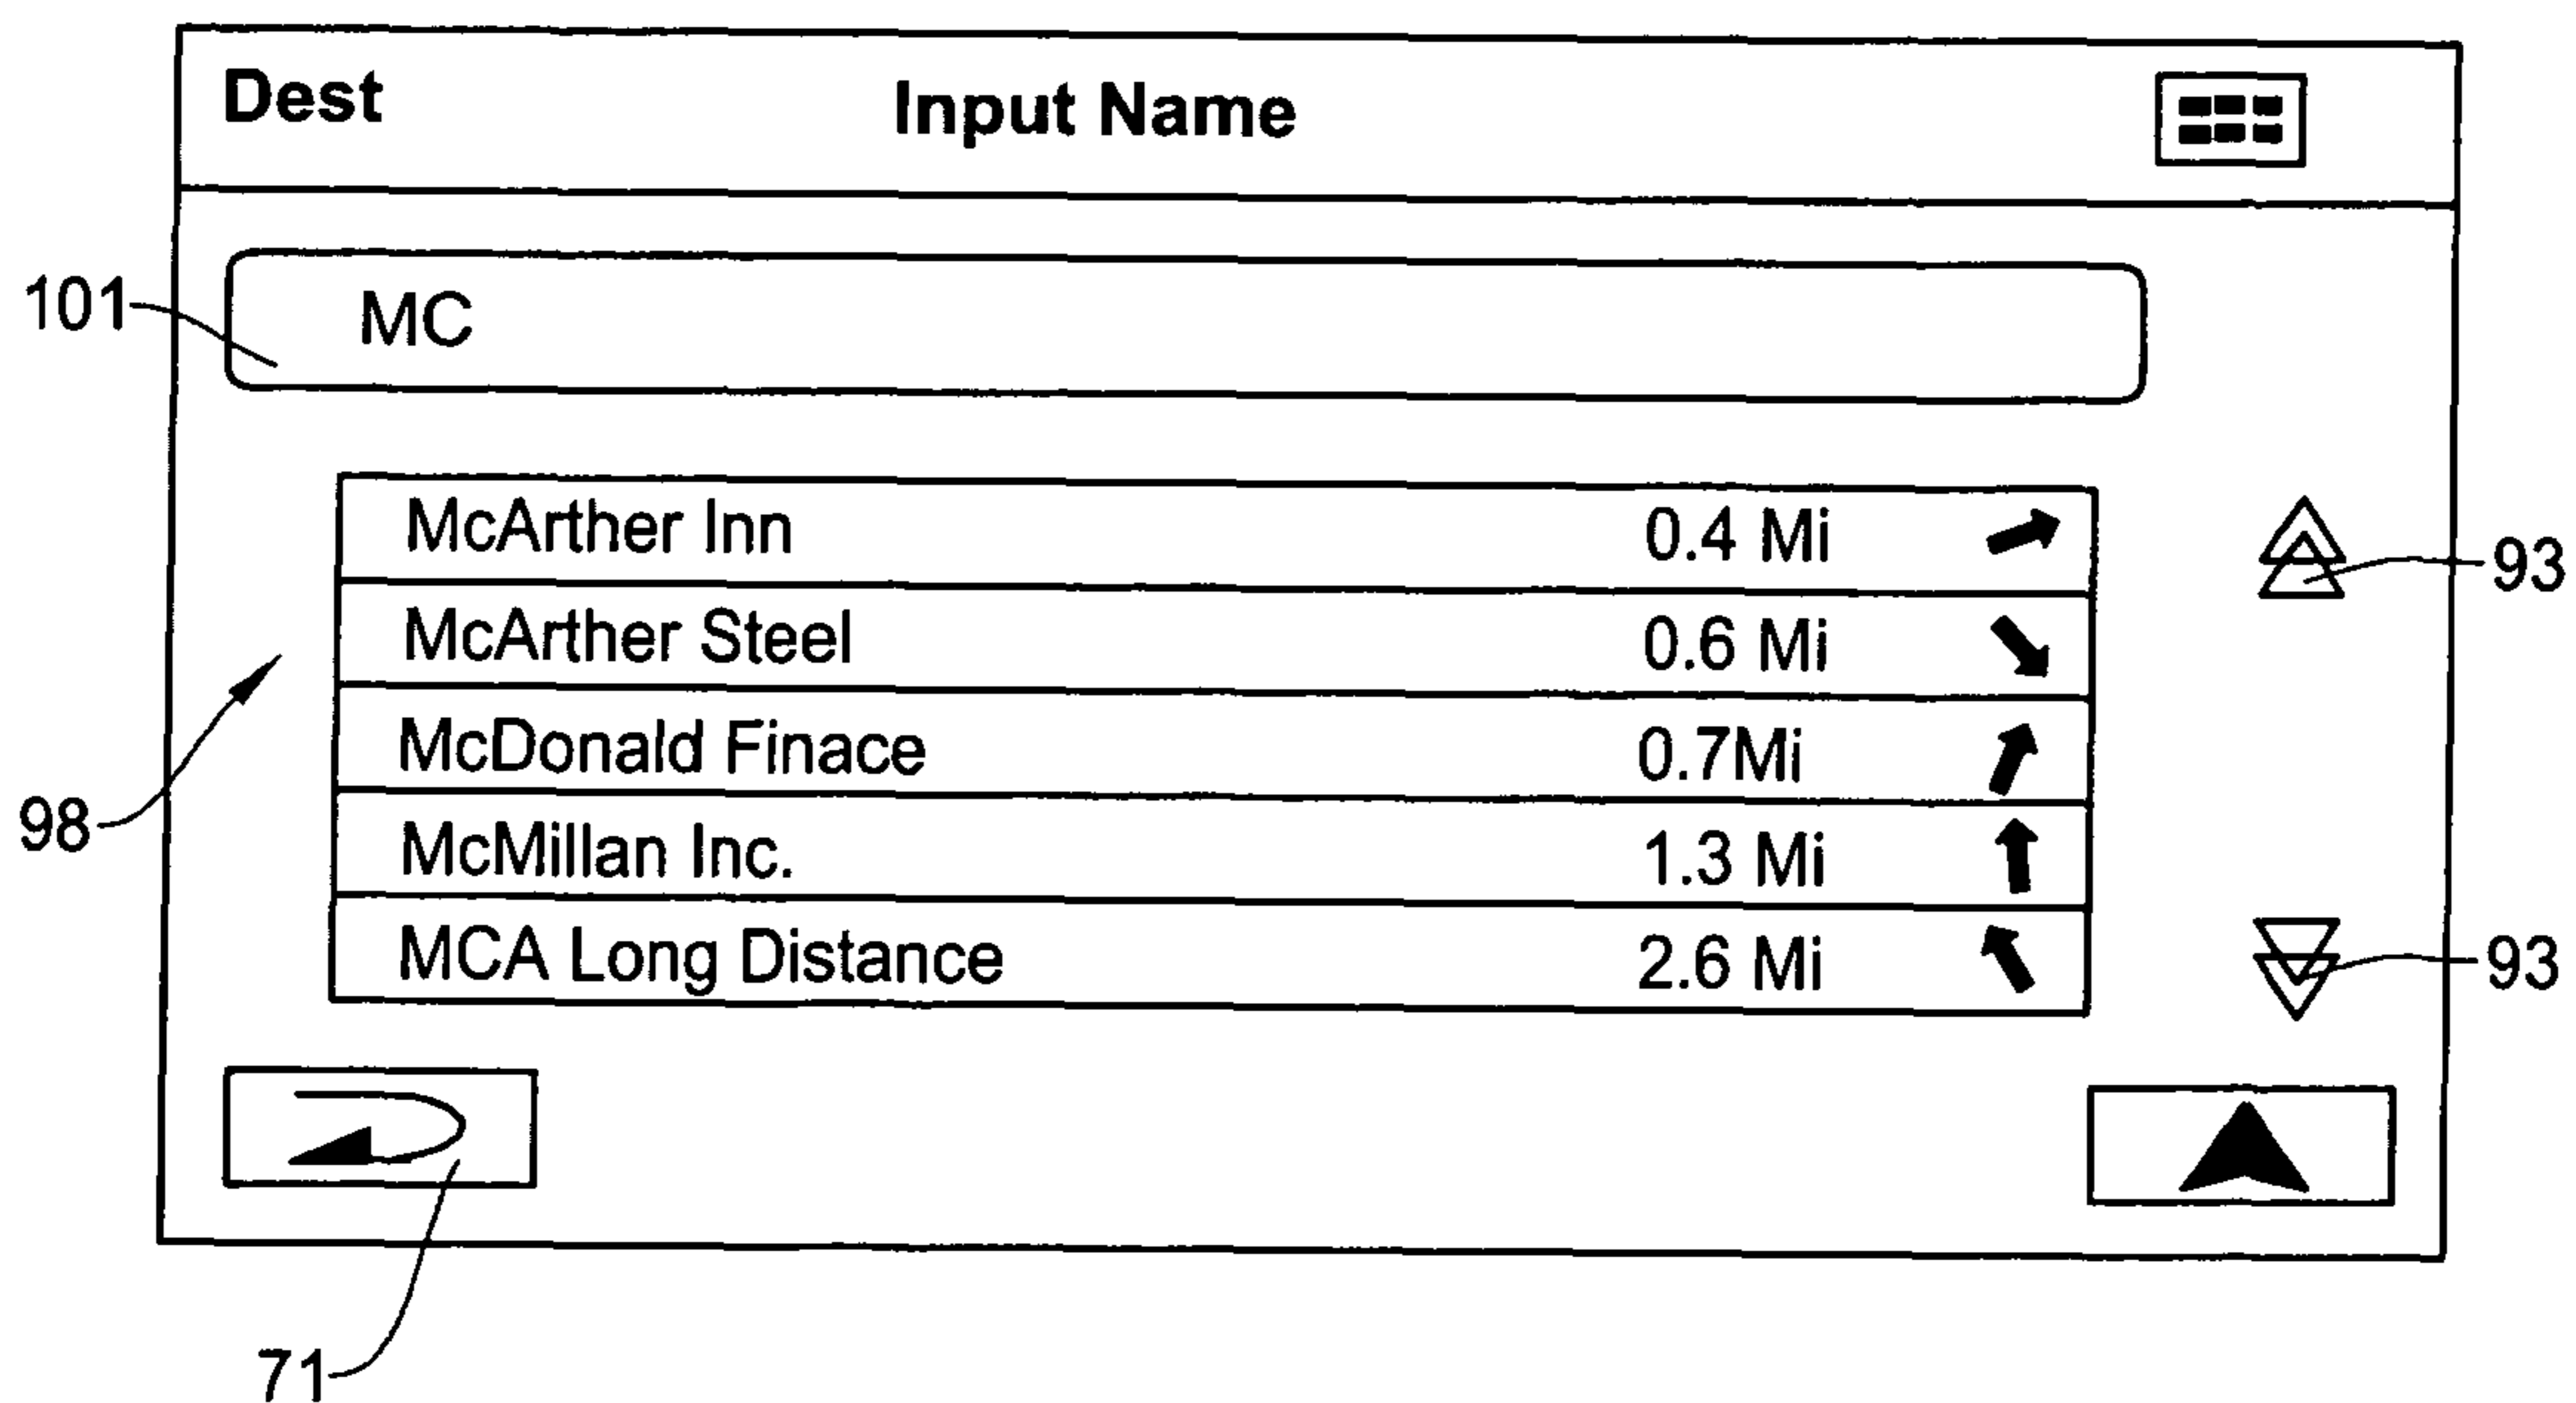 Dest Input Name
101 MC
McArther Inn 0.4 Mi
93
McArther Steel 0.6 Mi
McDonald Finace 0.7Mi
98
McMillan Inc. 1.3 Mi
MCA Long Distance 2.6 Mi
93
71